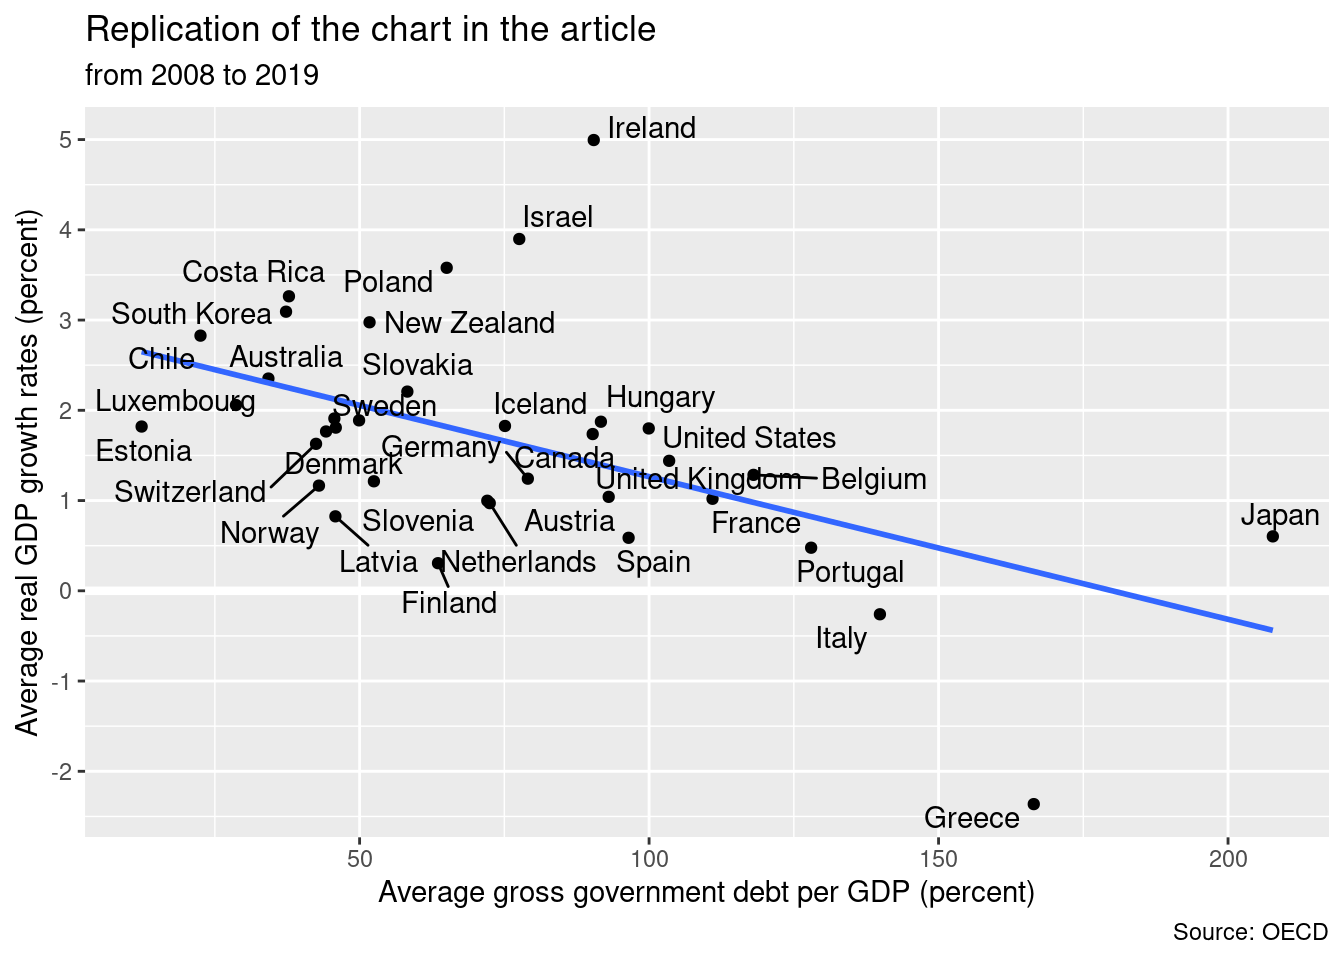 Replication of the chart in the article
from 2008 to 2019
Average real GDP growth rates (percent)
5
4
3
2
1
0
-1
-2
Ireland
Israel
Costa Rica
Poland
South Korea
New Zealand
Chile
Australia
Slovakia
Luxembourg
Sweden
Iceland
Hungary
Estonia
Germany
United States
Denmark
Canada
Switzerland
United Kingdom
Belgium
Norway
Slovenia
Austria
France
Japan
Latvia
Netherlands
Spain
Portugal
Finland
Italy
Greece
50
100
150
200
Average gross government debt per GDP (percent)
Source: OECD